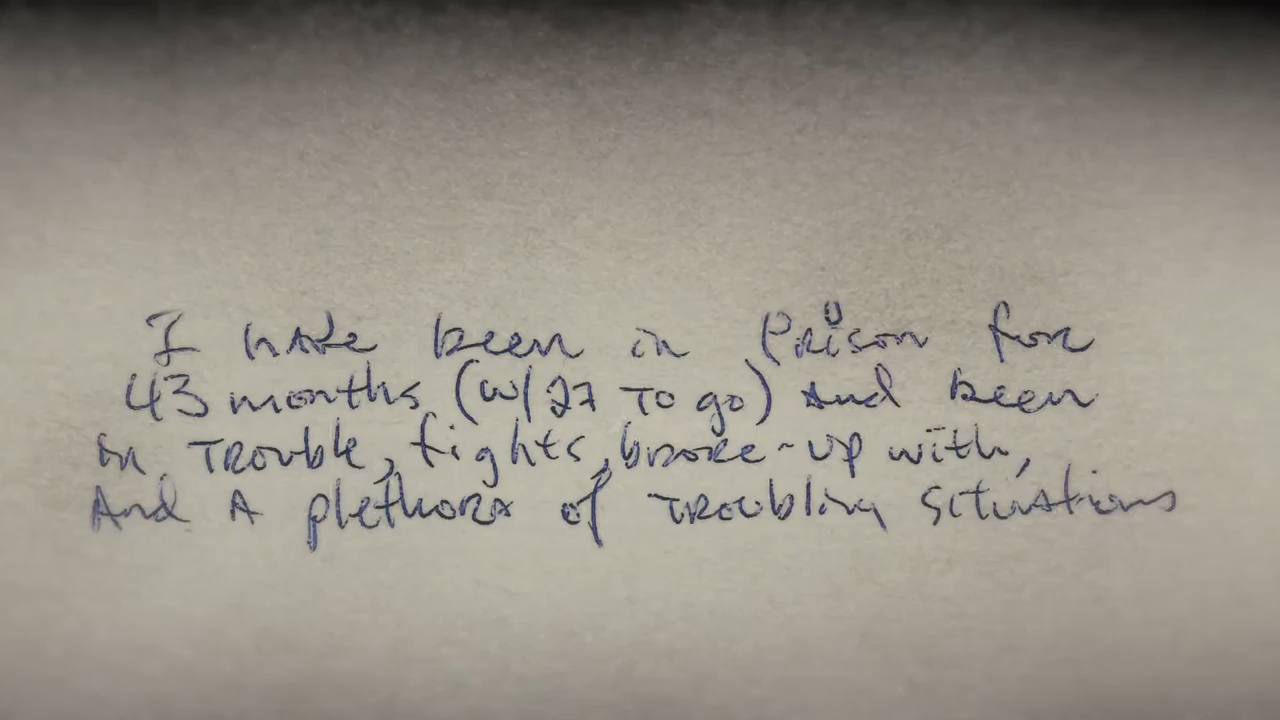 I have been in Prison for
43 months (w/27 To go) And been
in Trouble, fights, broke-up with,
And A plethora of Troubling situations